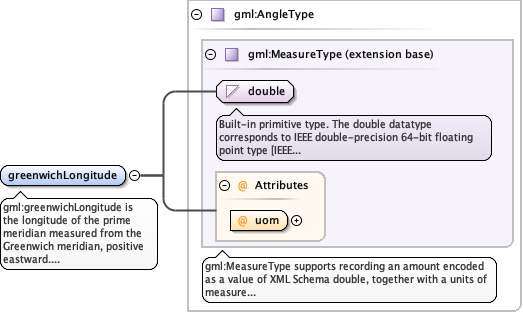 gml:AngleType
gml:MeasureType (extension base)
double
Built-in primitive type. The double datatype
corresponds to IEEE double-precision 64-bit floating
point type [IEEE...
greenwichLongitude
gml:greenwichLongitude is
the longitude of the prime
meridian measured from the
Greenwich meridian, positive
eastward....
@ Attributes
@ uom
gml:MeasureType supports recording an amount encoded
as a value of XML Schema double, together with a units of
measure...